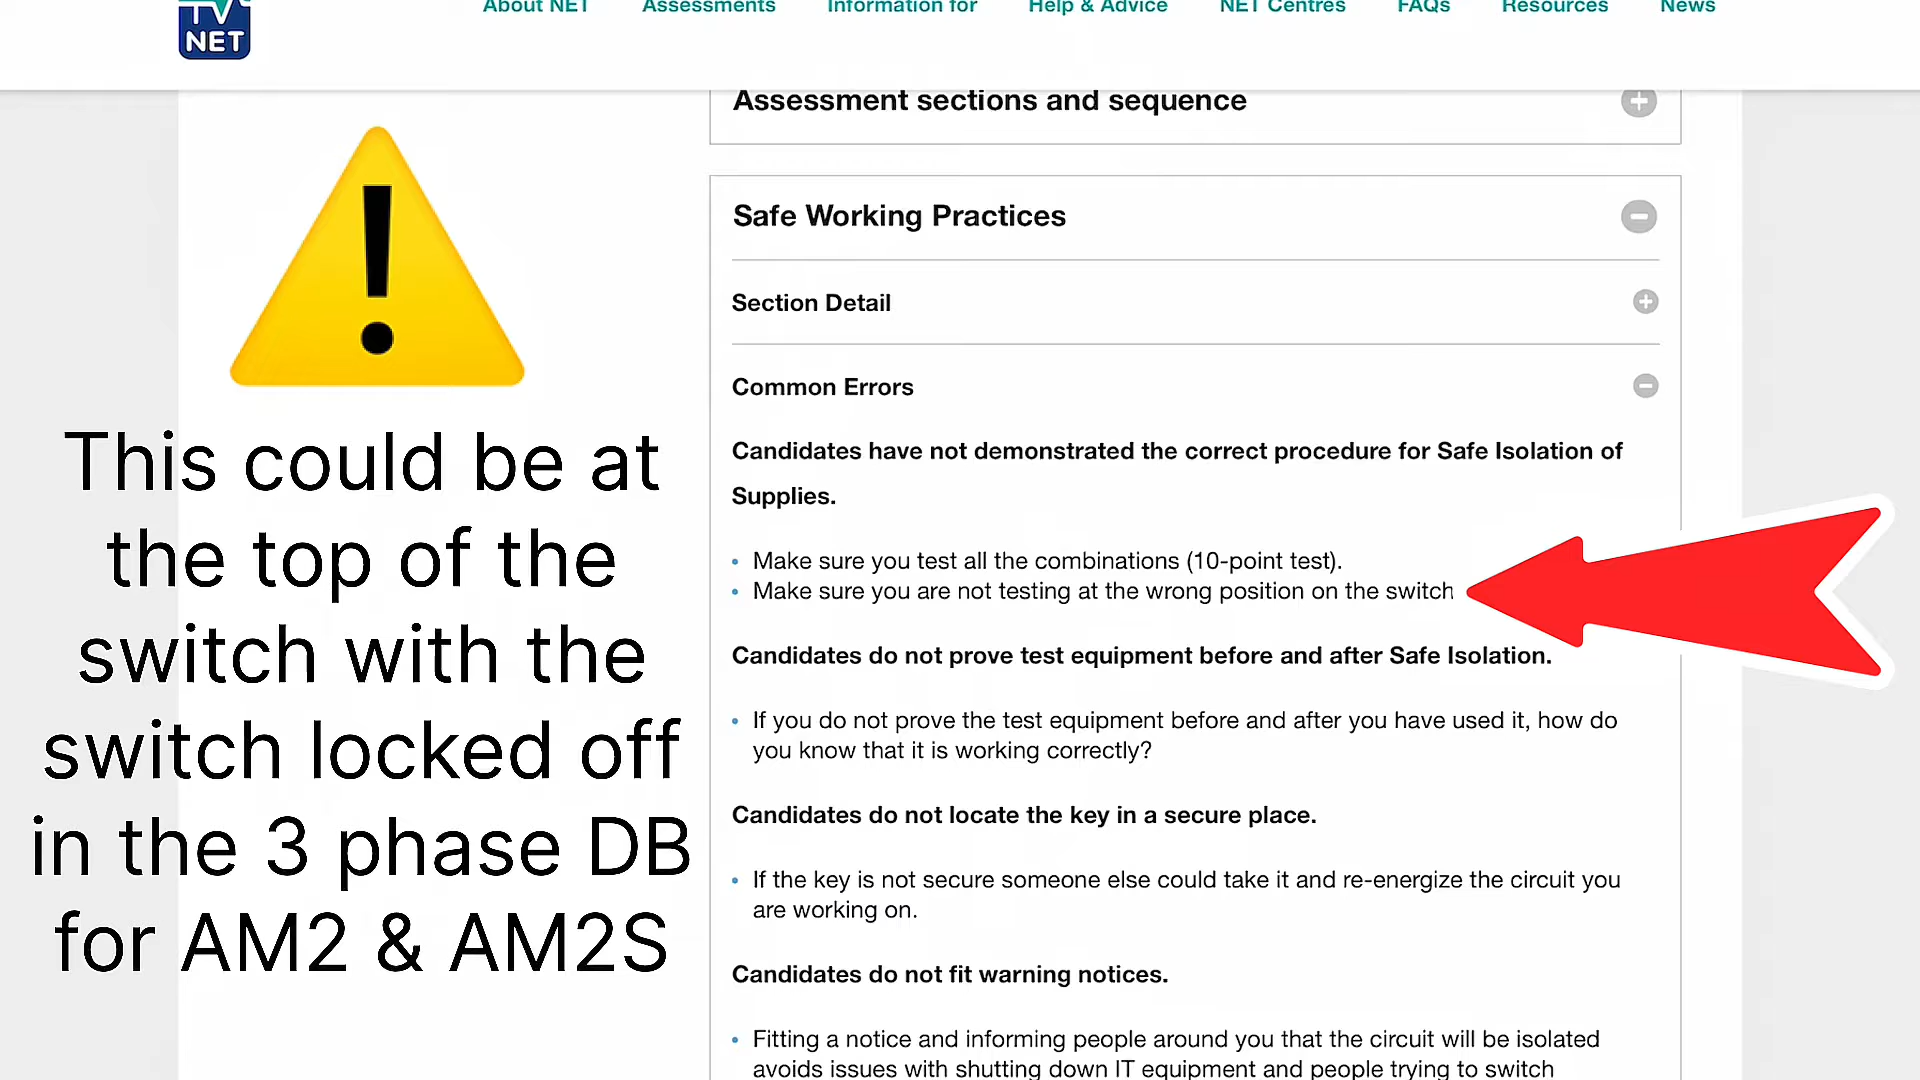 NET
About NET
Assessments
Information for
Help & Advice
NET Centres
FAQs
Resources
News
Assessment sections and sequence
Safe Working Practices
Section Detail
Common Errors
Candidates have not demonstrated the correct procedure for Safe Isolation of
Supplies.
• Make sure you test all the combinations (10-point test).
• Make sure you are not testing at the wrong position on the switch
Candidates do not prove test equipment before and after Safe Isolation.
• If you do not prove the test equipment before and after you have used it, how do
you know that it is working correctly?
Candidates do not locate the key in a secure place.
• If the key is not secure someone else could take it and re-energize the circuit you
are working on.
Candidates do not fit warning notices.
• Fitting a notice and informing people around you that the circuit will be isolated
avoids issues with shutting down IT equipment and people trying to switch
This could be at
the top of the
switch with the
switch locked off
in the 3 phase DB
for AM2 & AM2S